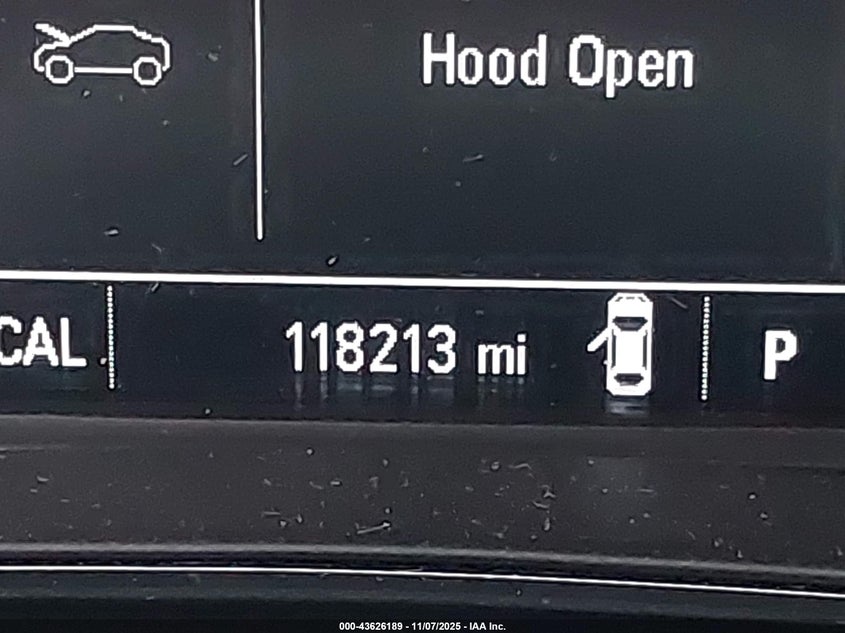 Hood Open
CAL
118213 mi
P
000-43626189 - 11/07/2025 - IAA Inc.